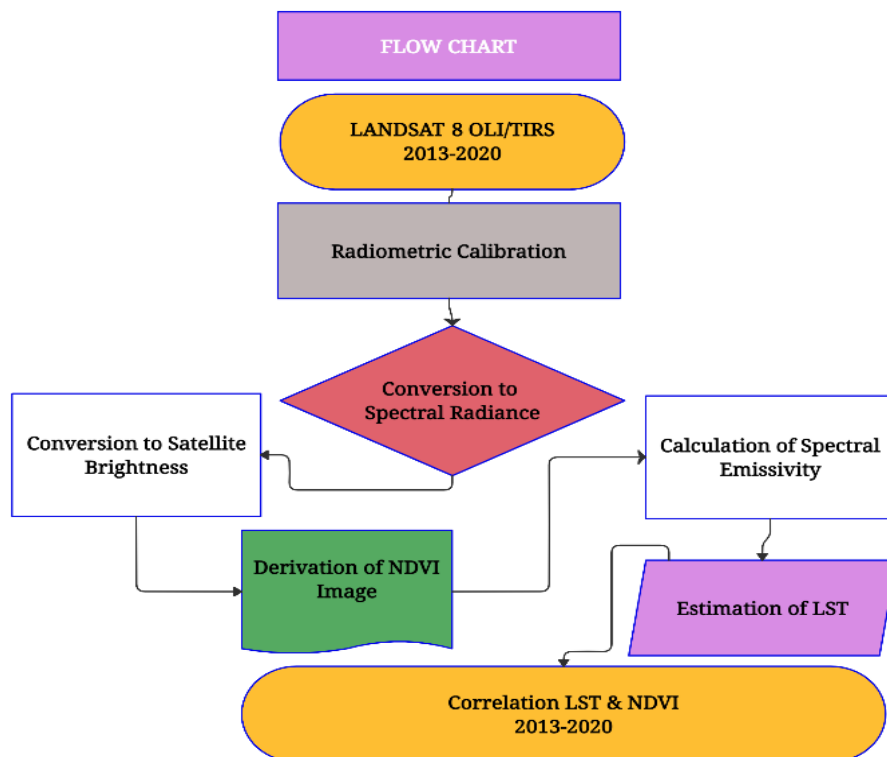 FLOW CHART
LANDSAT 8 OLI/TIRS
2013-2020
Radiometric Calibration
Conversion to
Spectral Radiance
Conversion to Satellite
Brightness
Calculation of Spectral
Emissivity
Derivation of NDVI
Image
Estimation of LST
Correlation LST & NDVI
2013-2020